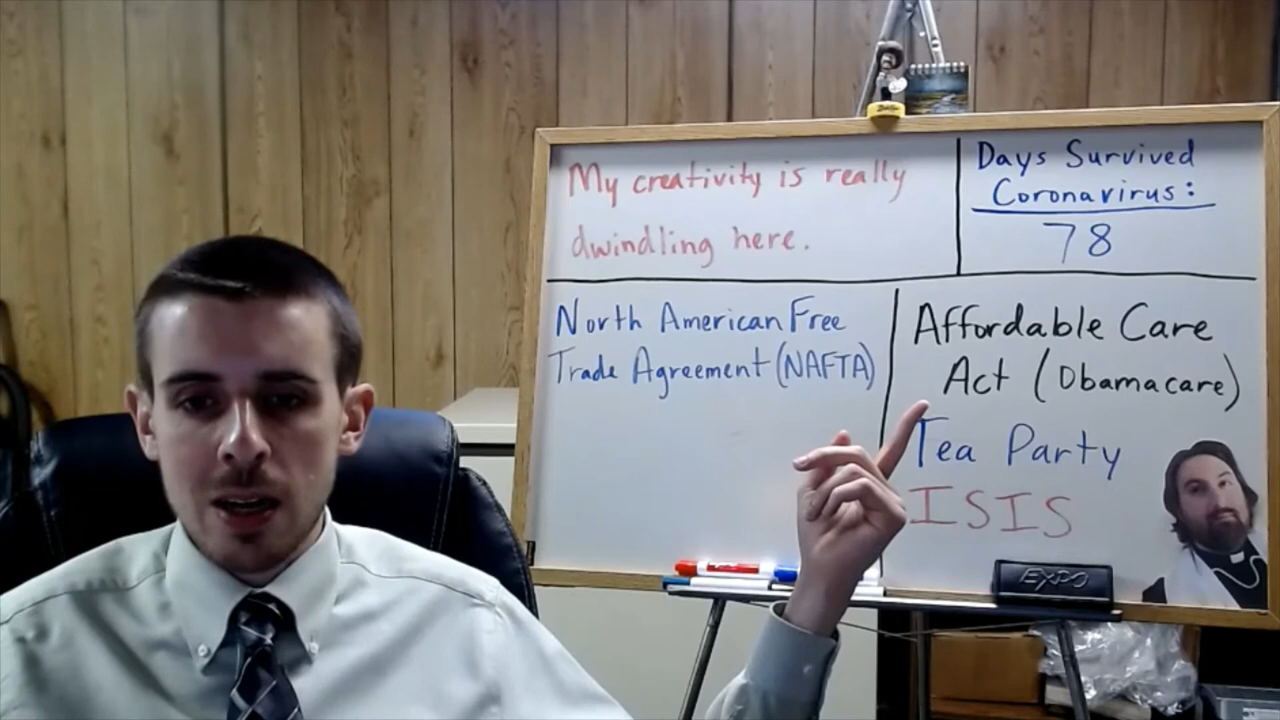 My creativity is really
dwindling here.
Days Survived
Coronavirus:
78
North American Free
Trade Agreement (NAFTA)
Affordable Care
Act (Obamacare)
Tea Party
ISIS
EXPO